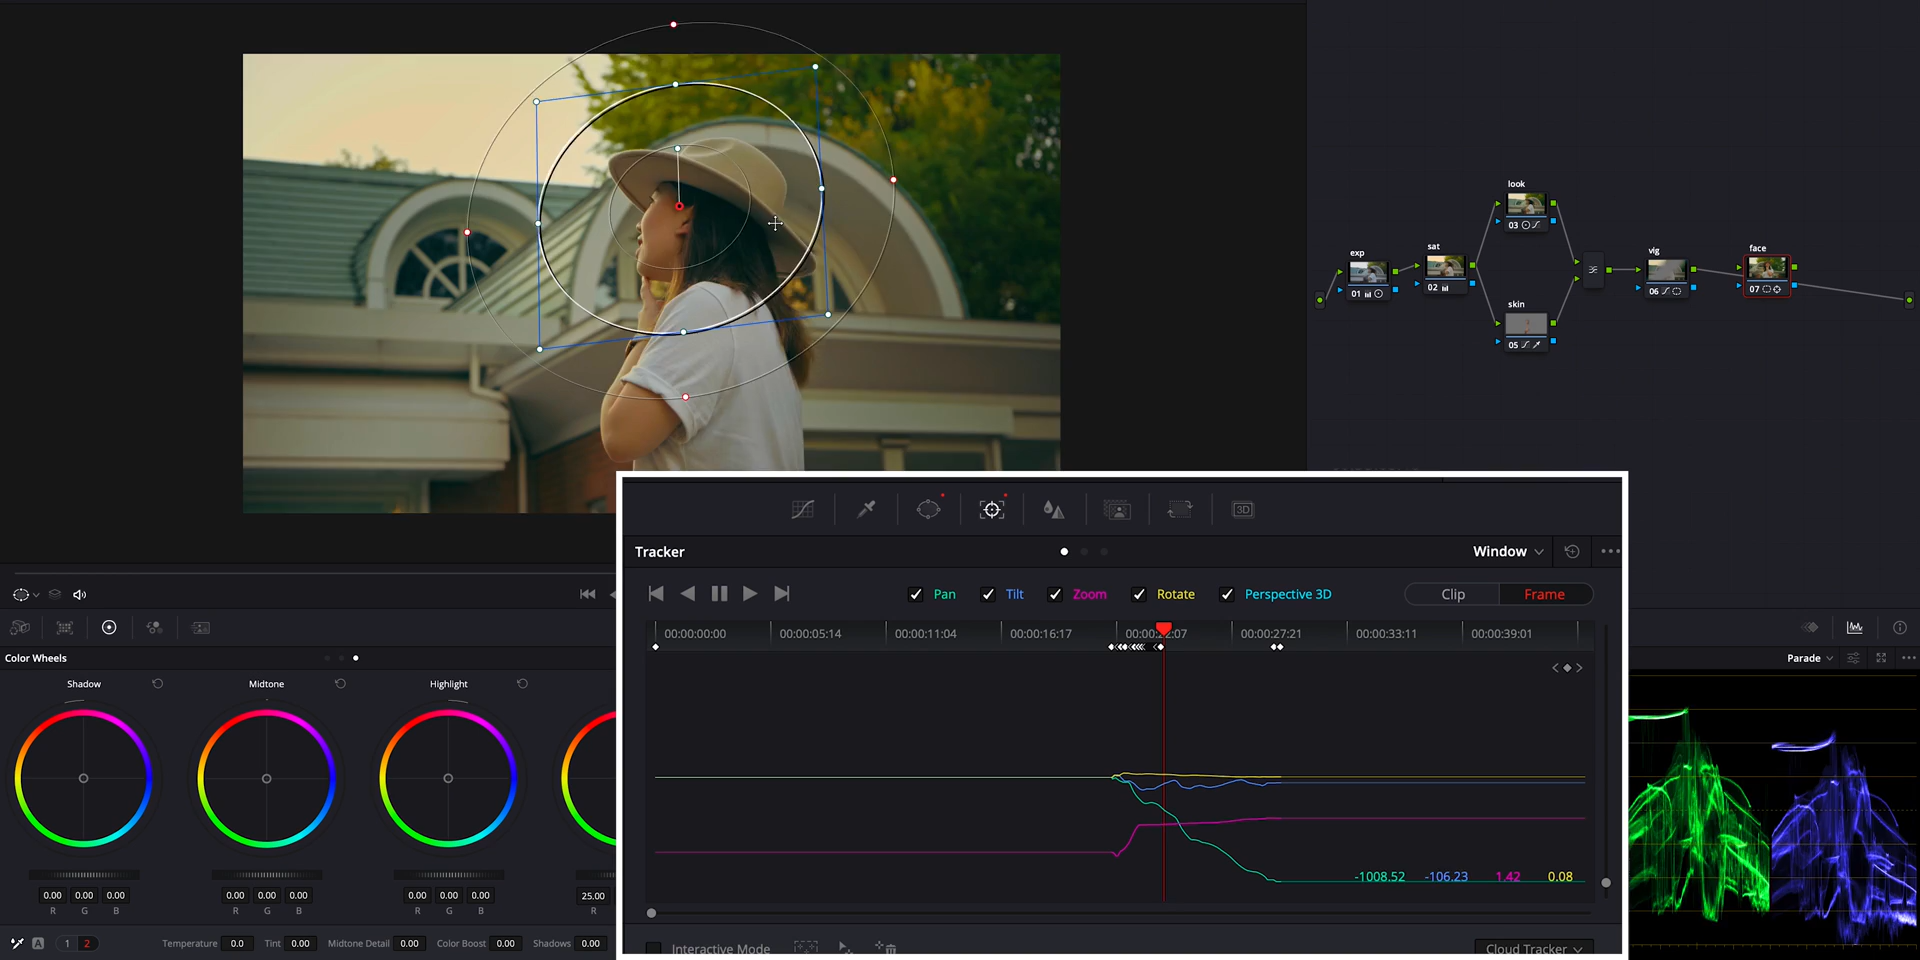 look
03
exp
01
sat
02
vig
06
face
07
skin
05
Tracker
Window
Pan
Tilt
Zoom
Rotate
Perspective 3D
Clip
Frame
3D
00:00:00:00
00:00:05:14
00:00:11:04
00:00:16:17
00:00:22:07
00:00:27:21
00:00:33:11
00:00:39:01
-1008.52 -106.23 1.42 0.08
Interactive Mode
Cloud Tracker
Color Wheels
Shadow
Midtone
Highlight
0.00 0.00 0.00
R G B
0.00 0.00 0.00
R G B
0.00 0.00 0.00
R G B
25.00
R
A
1 2
Temperature 0.0
Tint 0.00
Midtone Detail 0.00
Color Boost 0.00
Shadows 0.00
Parade